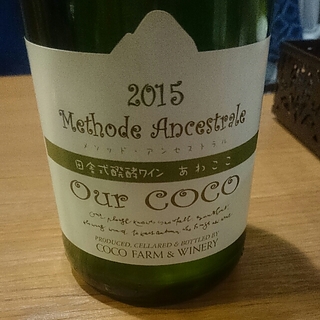 2015
Methode Ancestrale
メソッド・アンセストラル
田舎式醗酵ワイン あわここ
Our COCO
PRODUCED, CELLARED & BOTTLED BY
COCO FARM & WINERY